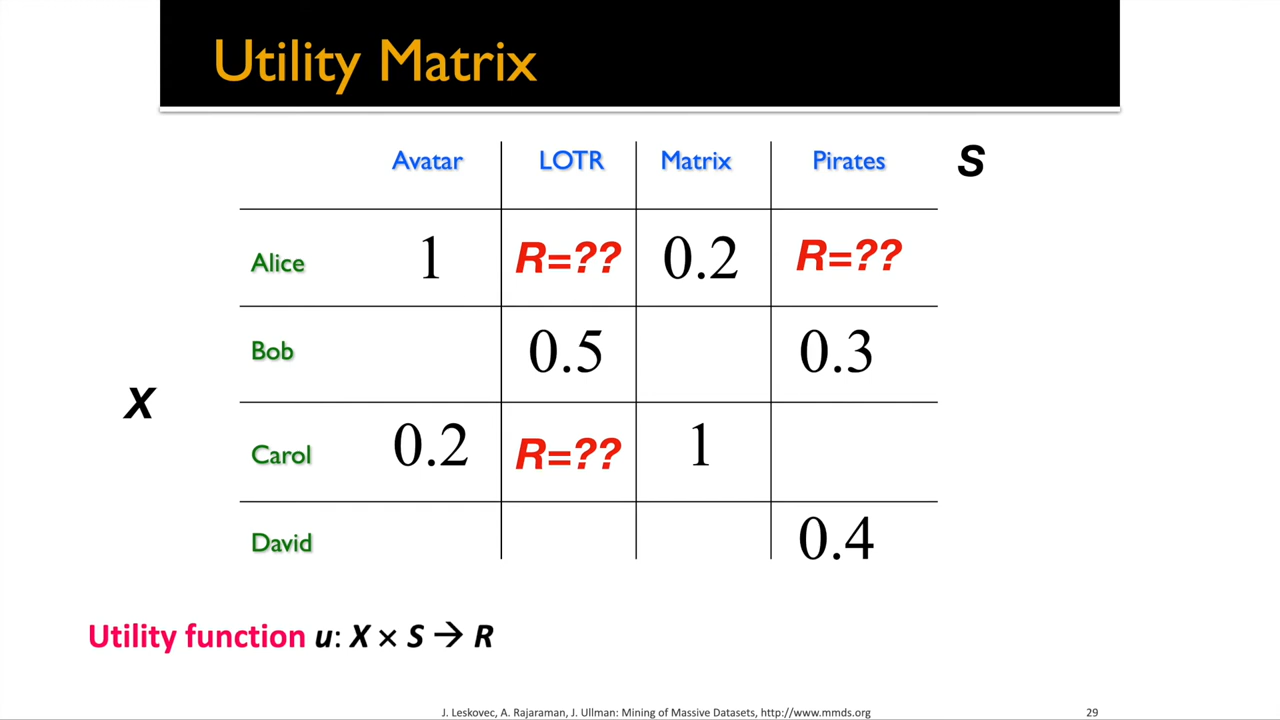 Utility Matrix
Avatar LOTR Matrix Pirates S
Alice 1 R=?? 0.2 R=??
Bob 0.5 0.3
X
Carol 0.2 R=?? 1
David 0.4
Utility function u: X × S → R
J. Leskovec, A. Rajaraman, J. Ullman: Mining of Massive Datasets, http://www.mmds.org 29